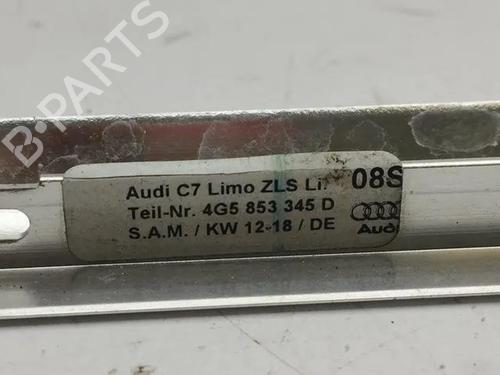 B-PARTS
Audi C7 Limo ZLS Li. 08S
Teil-Nr. 4G5 853 345 D
S.A.M. / KW 12-18 / DE
Audi